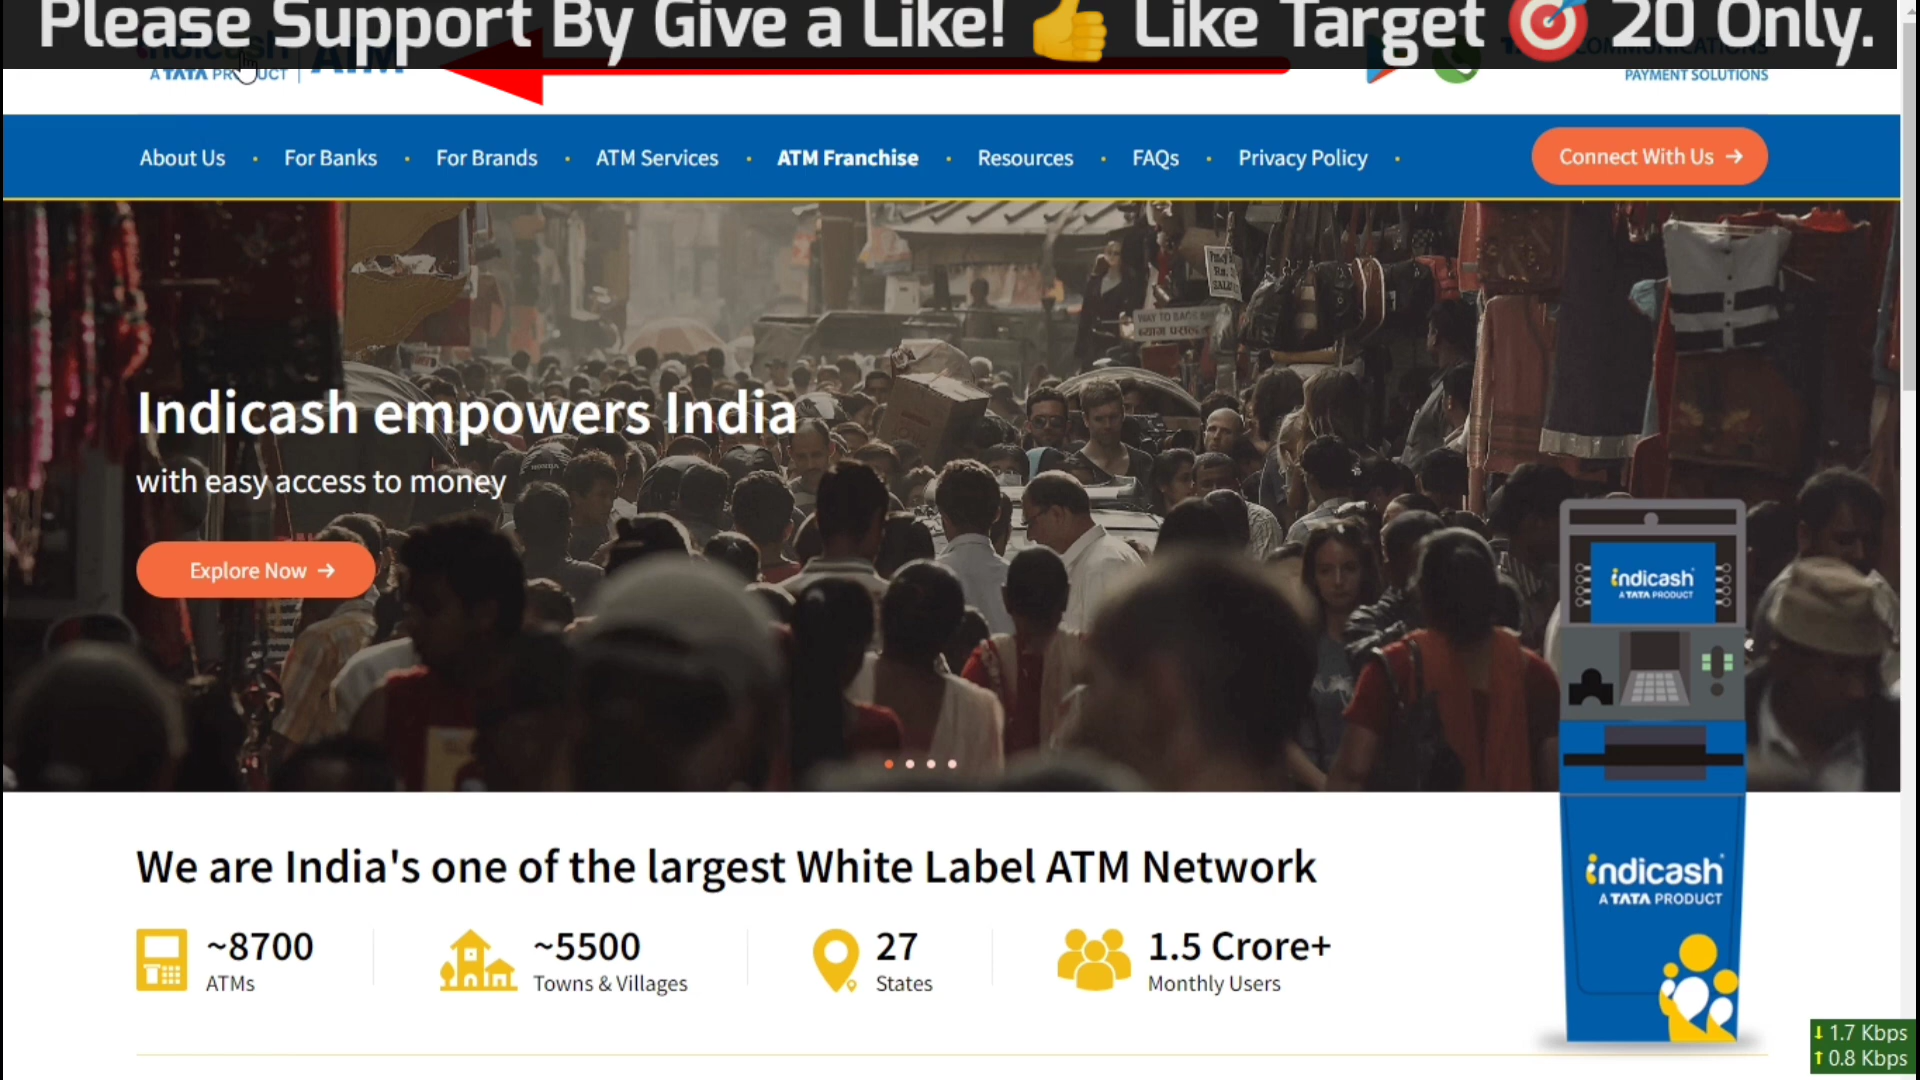 Please Support By Give a Like! 👍 Like Target 🎯 20 Only.
indicash
A TATA PRODUCT | ATM
COMMUNICATIONS
PAYMENT SOLUTIONS
About Us · For Banks · For Brands · ATM Services · ATM Franchise · Resources · FAQs · Privacy Policy ·
Connect With Us →
Indicash empowers India
with easy access to money
Explore Now →
indicash
A TATA PRODUCT
We are India's one of the largest White Label ATM Network
indicash
A TATA PRODUCT
~8700
ATMs
~5500
Towns & Villages
27
States
1.5 Crore+
Monthly Users
↓ 1.7 Kbps
↑ 0.8 Kbps